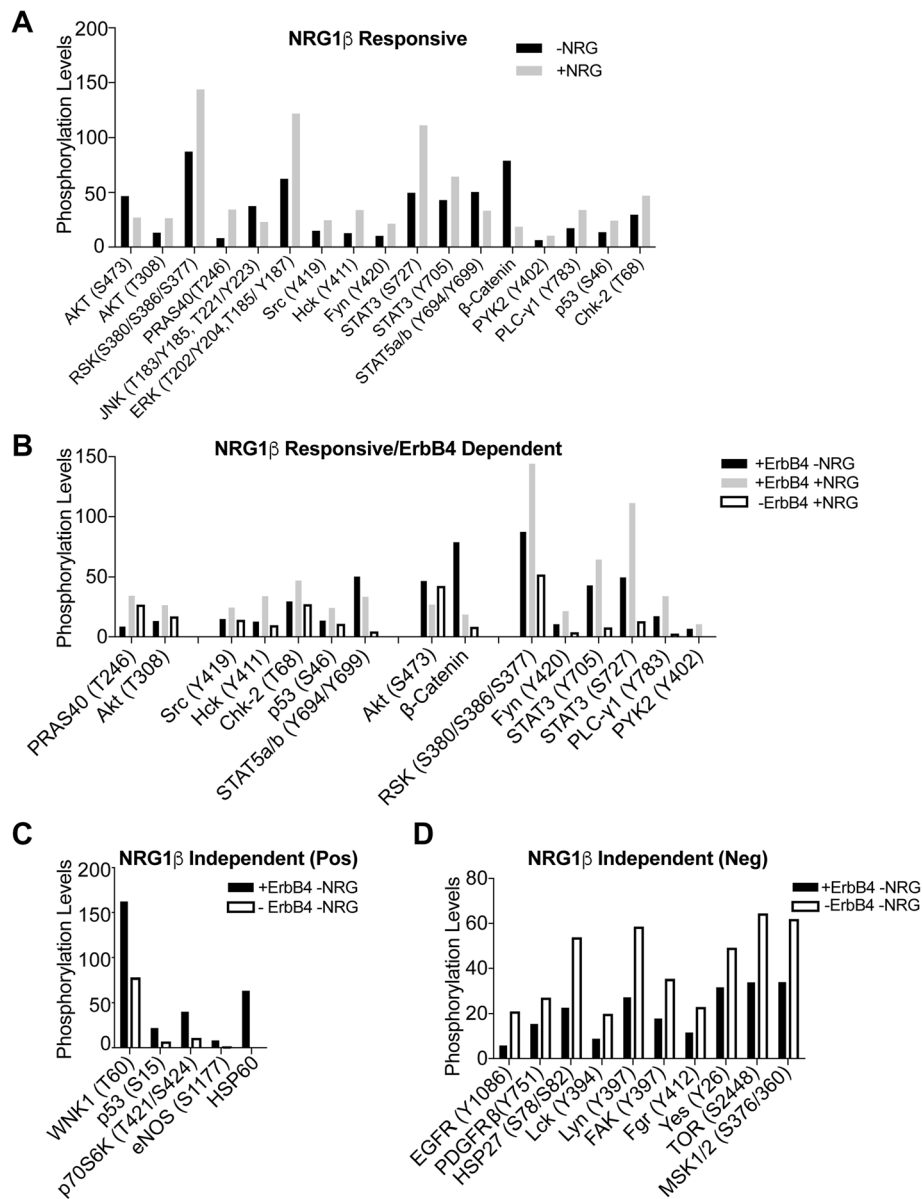 A
NRG1β Responsive
-NRG
+NRG
Phosphorylation Levels
200
150
100
50
0
AKT (S473)
AKT (T308)
RSK(S380/S386/S377)
PRAS40(T246)
JNK (T183/Y185, T221/Y223)
ERK (T202/Y204,T185/ Y187)
Src (Y419)
Hck (Y411)
Fyn (Y420)
STAT3 (S727)
STAT3 (Y705)
STAT5a/b (Y694/Y699)
β-Catenin
PYK2 (Y402)
PLC-γ1 (Y783)
p53 (S46)
Chk-2 (T68)
B
NRG1β Responsive/ErbB4 Dependent
+ErbB4 -NRG
+ErbB4 +NRG
-ErbB4 +NRG
Phosphorylation Levels
150
100
50
0
PRAS40 (T246)
Akt (T308)
Src (Y419)
Hck (Y411)
Chk-2 (T68)
p53 (S46)
STAT5a/b (Y694/Y699)
Akt (S473)
β-Catenin
RSK (S380/S386/S377)
Fyn (Y420)
STAT3 (Y705)
STAT3 (S727)
PLC-γ1 (Y783)
PYK2 (Y402)
C
NRG1β Independent (Pos)
+ErbB4 -NRG
- ErbB4 -NRG
Phosphorylation Levels
200
150
100
50
0
WNK1 (T60)
p53 (S15)
p70S6K (T421/S424)
eNOS (S1177)
HSP60
D
NRG1β Independent (Neg)
+ErbB4 -NRG
-ErbB4 -NRG
Phosphorylation Levels
80
60
40
20
0
EGFR (Y1086)
PDGFRβ(Y751)
HSP27 (S78/S82)
Lck (Y394)
Lyn (Y397)
FAK (Y397)
Fgr (Y412)
Yes (Y26)
TOR (S2448)
MSK1/2 (S376/360)